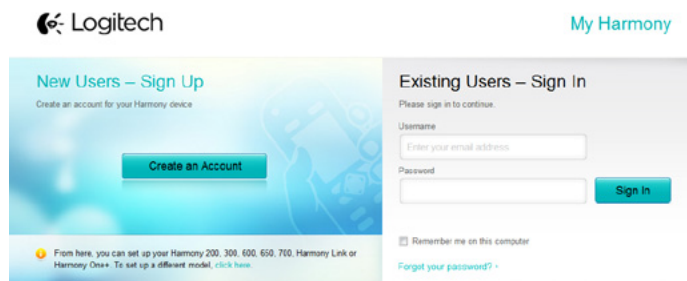 Logitech
My Harmony
New Users – Sign Up
Create an account for your Harmony device
Create an Account
From here, you can set up your Harmony 200, 300, 600, 650, 700, Harmony Link or
Harmony One+. To set up a different model, click here.
Existing Users – Sign In
Please sign in to continue.
Username
Enter your email address
Password
Sign In
Remember me on this computer
Forgot your password? ›